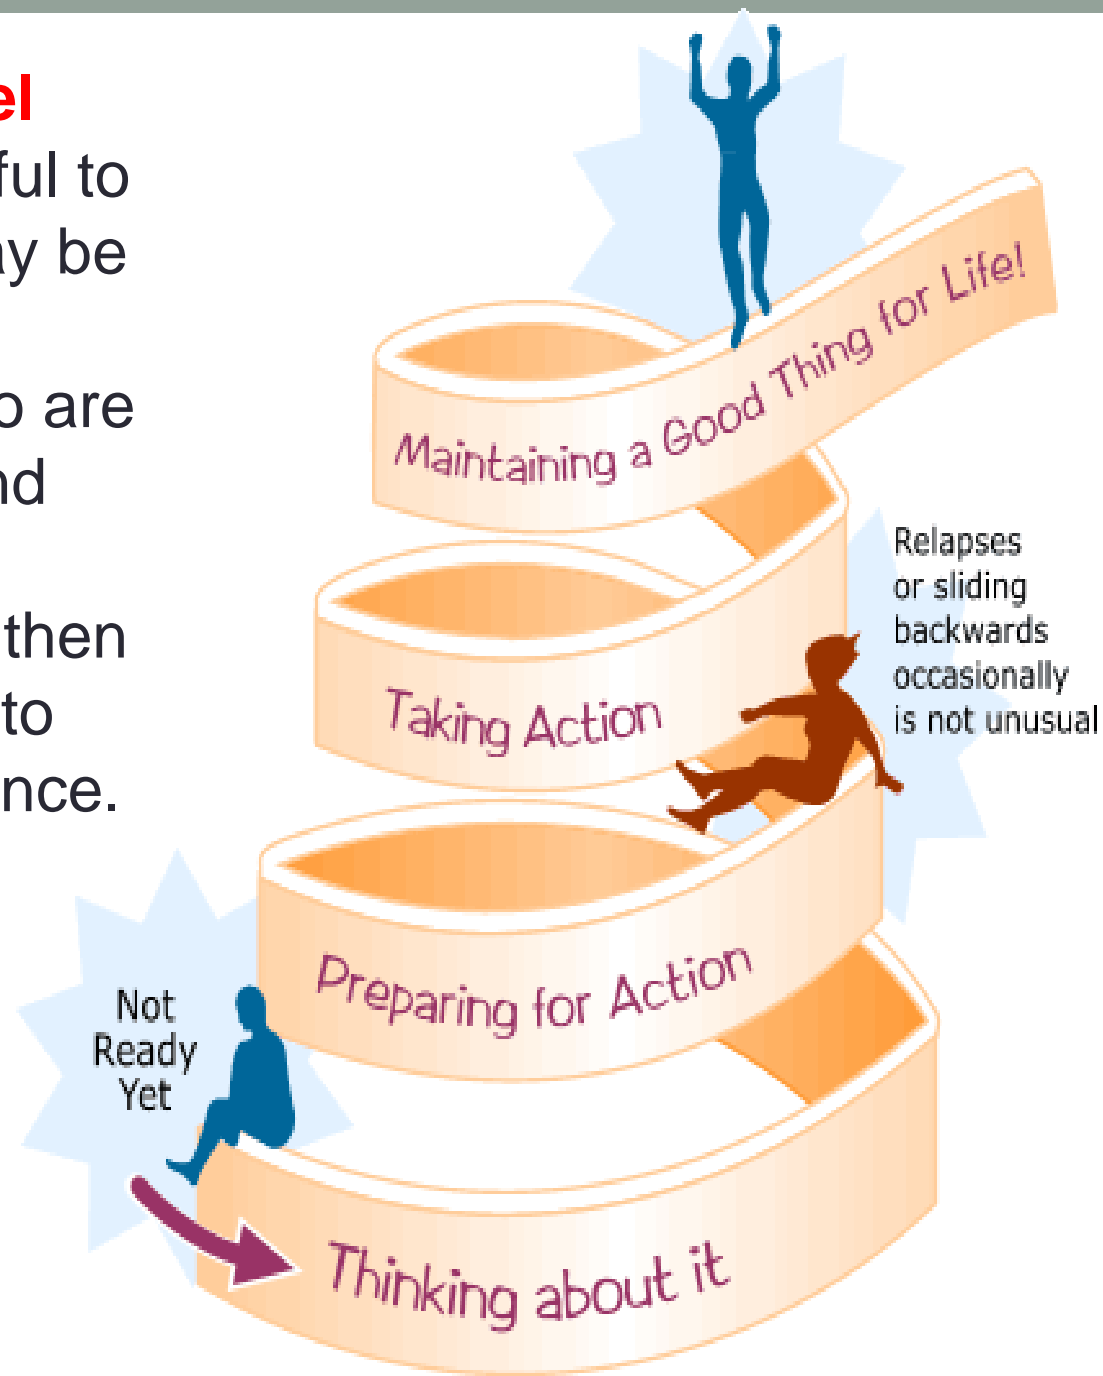 el
ful to
ay be
o are
nd
then
to
nce.
Maintaining a Good Thing for Life!
Relapses
or sliding
backwards
occasionally
is not unusual
Taking Action
Preparing for Action
Not
Ready
Yet
Thinking about it